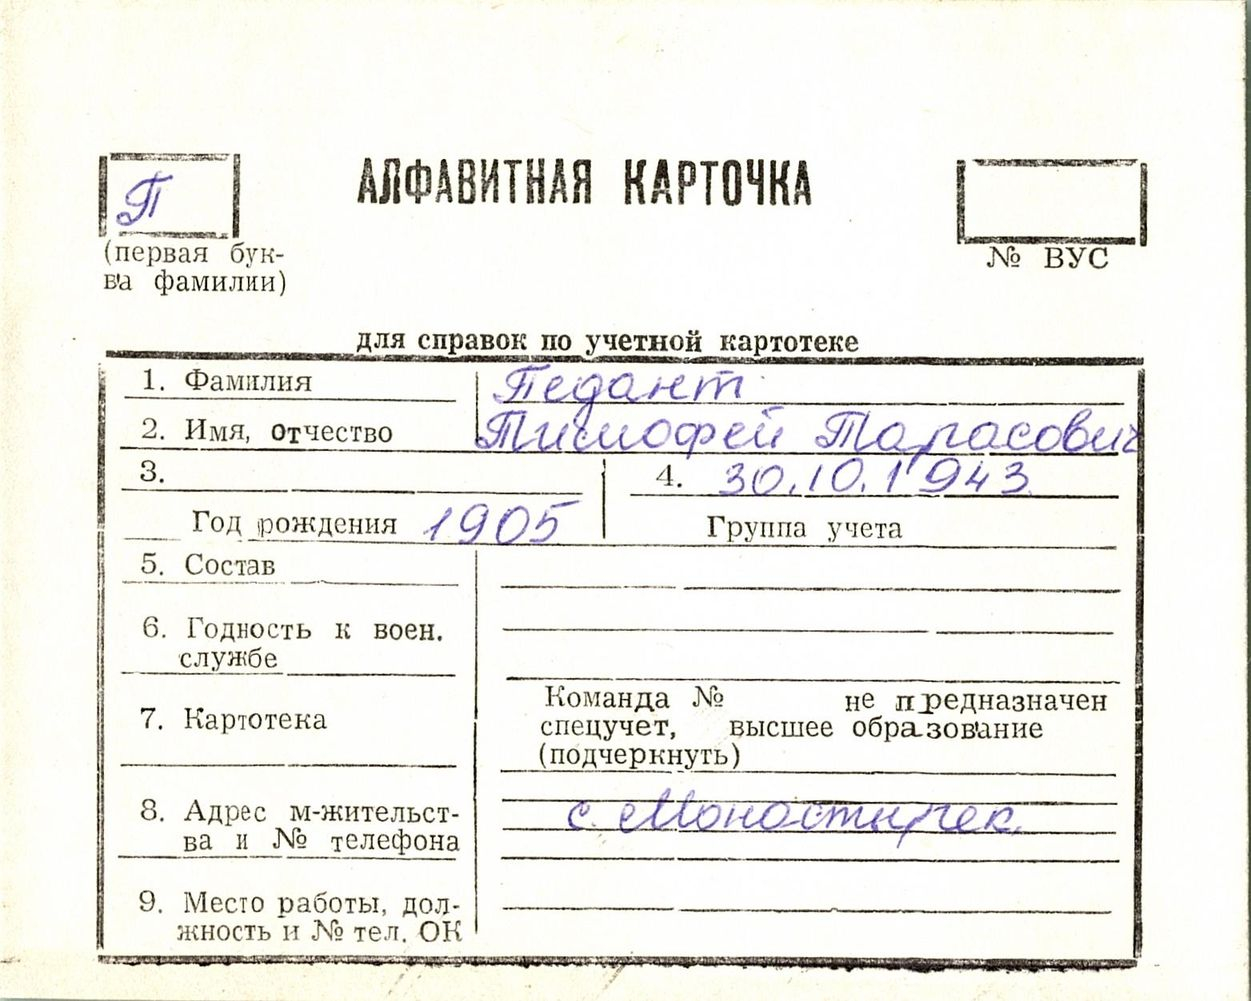 П
АЛФАВИТНАЯ КАРТОЧКА
(первая бук-
ва фамилии)
№ ВУС
для справок по учетной картотеке
1. Фамилия Педант
2. Имя, отчество Тимофей Тарасович
3.
4. 30.10.1943
Год рождения 1905
Группа учета
5. Состав
6. Годность к воен.
службе
7. Картотека
Команда № не предназначен
спецучет, высшее образование
(подчеркнуть)
8. Адрес м-жительст-
ва и № телефона
с. Монастырчек.
9. Место работы, дол-
жность и № тел. ОК